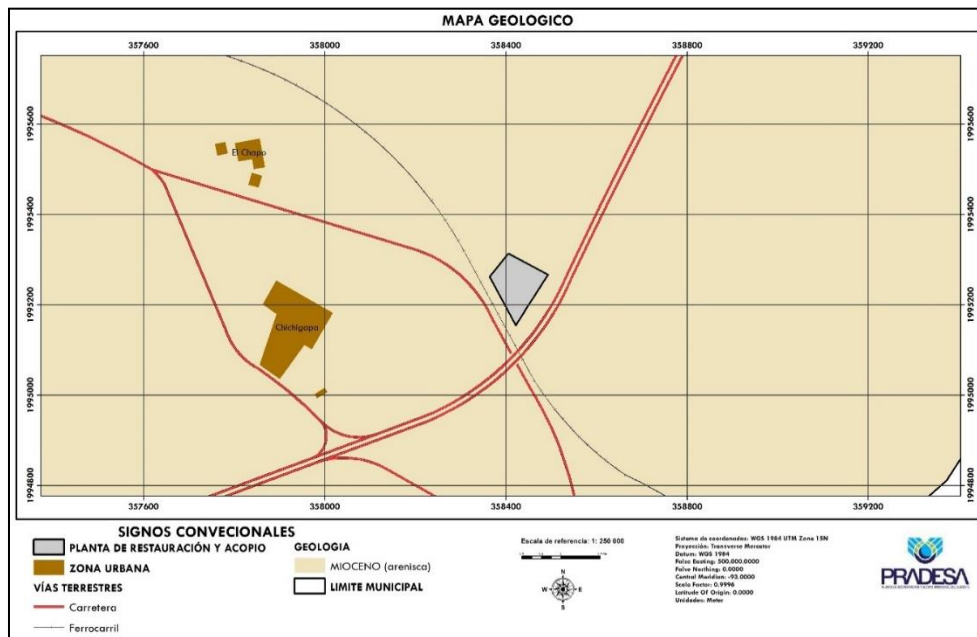 MAPA GEOLOGICO
357600 358000 358400 358800 359200
1995600 1995600
El Chapo
1995400 1995400
1995200 1995200
Chichigapa
1995000 1995000
1994800 1994800
357600 358000 358400 358800 359200
SIGNOS CONVECIONALES
PLANTA DE RESTAURACIÓN Y ACOPIO
ZONA URBANA
VÍAS TERRESTRES
Carretera
Ferrocarril
GEOLOGIA
MIOCENO (arenisca)
LIMITE MUNICIPAL
Escala de referencia: 1: 250 000
N
W E
S
Sistema de coordenadas: WGS 1984 UTM Zona 15N
Proyección: Transverse Mercator
Datum: WGS 1984
False Easting: 500,000.0000
False Northing: 0.0000
Central Meridian: -93.0000
Scale Factor: 0.9996
Latitude Of Origin: 0.0000
Unidades: Meter
PRADESA